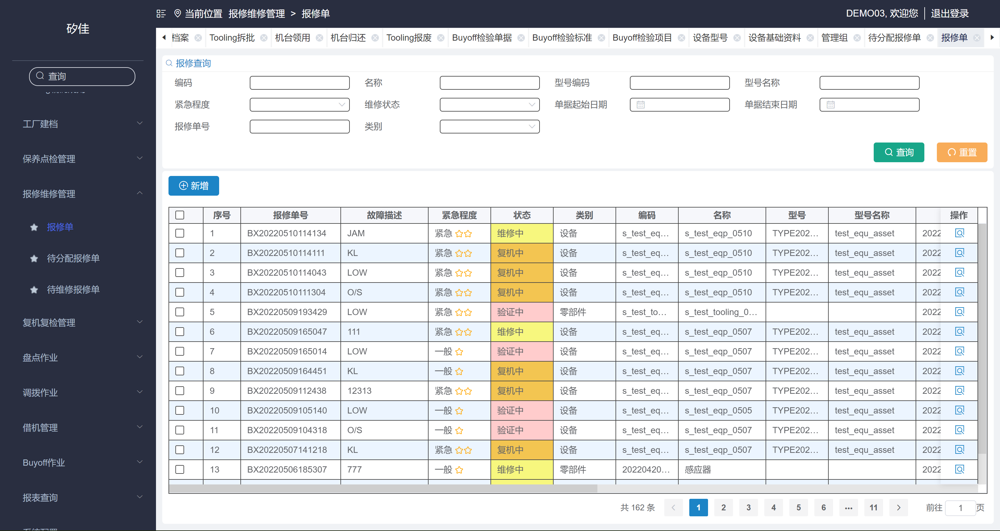 矽佳
查询
工厂建档
保养点检管理
报修维修管理
报修单
待分配报修单
待维修报修单
复机复检管理
盘点作业
调拨作业
借机管理
Buyoff作业
报表查询
当前位置 报修维修管理 > 报修单
DEMO03, 欢迎您 退出登录
档案 Tooling拆批 机台领用 机台归还 Tooling报废 Buyoff检验单据 Buyoff检验标准 Buyoff检验项目 设备型号 设备基础资料 管理组 待分配报修单 报修单
报修查询
编码 名称 型号编码 型号名称
紧急程度 维修状态 单据起始日期 单据结束日期
报修单号 类别
查询 重置
新增
序号 报修单号 故障描述 紧急程度 状态 类别 编码 名称 型号 型号名称 操作
1 BX20220510114134 JAM 紧急 维修中 设备 s_test_eq... s_test_eqp_0510 TYPE202... test_equ_asset 2022
2 BX20220510114111 KL 紧急 复机中 设备 s_test_eq... s_test_eqp_0510 TYPE202... test_equ_asset 2022
3 BX20220510114043 LOW 紧急 复机中 设备 s_test_eq... s_test_eqp_0510 TYPE202... test_equ_asset 2022
4 BX20220510111304 O/S 紧急 复机中 设备 s_test_eq... s_test_eqp_0510 TYPE202... test_equ_asset 2022
5 BX20220509193429 LOW 紧急 验证中 零部件 s_test_to... s_test_tooling_0... 2022
6 BX20220509165047 111 紧急 维修中 设备 s_test_eq... s_test_eqp_0507 TYPE202... test_equ_asset 2022
7 BX20220509165014 LOW 一般 验证中 设备 s_test_eq... s_test_eqp_0507 TYPE202... test_equ_asset 2022
8 BX20220509164451 KL 一般 复机中 设备 s_test_eq... s_test_eqp_0507 TYPE202... test_equ_asset 2022
9 BX20220509112438 12313 紧急 复机中 设备 s_test_eq... s_test_eqp_0507 TYPE202... test_equ_asset 2022
10 BX20220509105140 LOW 一般 验证中 设备 s_test_eq... s_test_eqp_0505 TYPE202... test_equ_asset 2022
11 BX20220509104318 O/S 一般 验证中 设备 s_test_eq... s_test_eqp_0507 TYPE202... test_equ_asset 2022
12 BX20220507141218 KL 紧急 复机中 设备 s_test_eq... s_test_eqp_0507 TYPE202... test_equ_asset 2022
13 BX20220506185307 777 一般 维修中 零部件 20220420... 感应器 2022
共 162 条 1 2 3 4 5 6 ... 11 前往 1 页